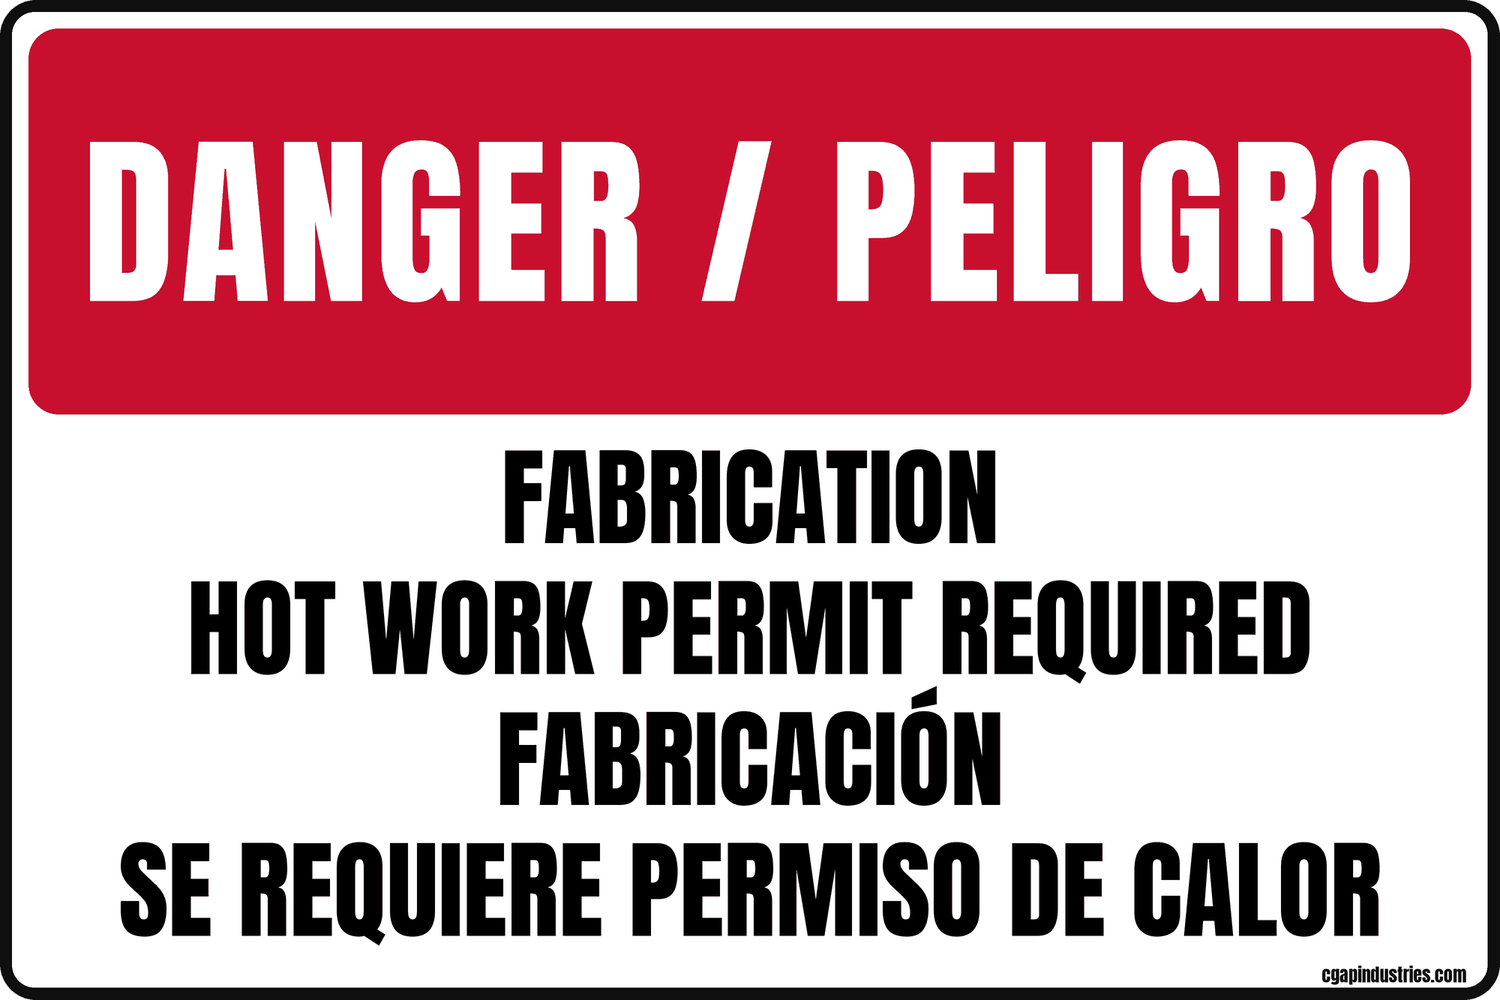 DANGER / PELIGRO
FABRICATION
HOT WORK PERMIT REQUIRED
FABRICACIÓN
SE REQUIERE PERMISO DE CALOR
cgapindustries.com